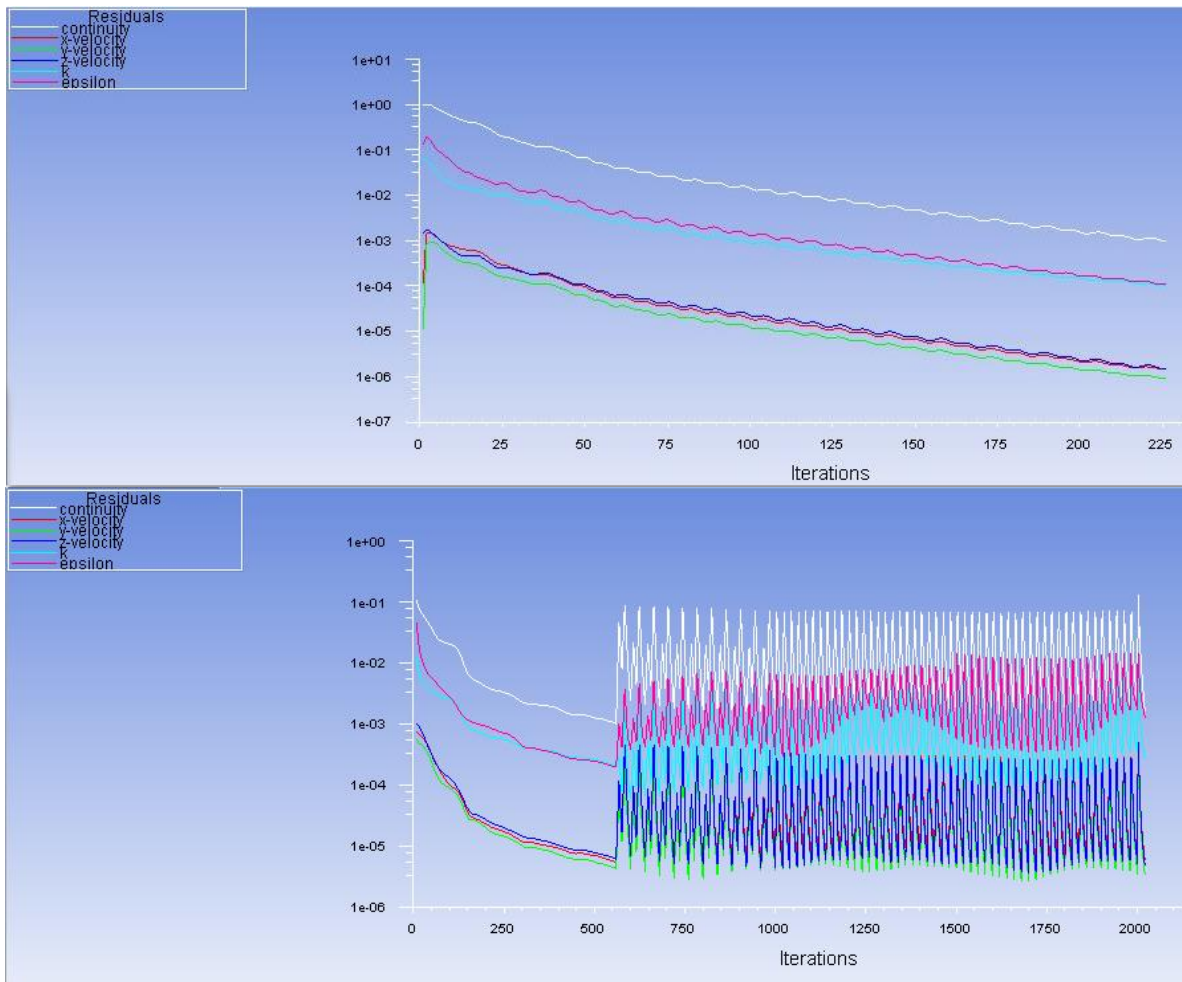 Residuals
continuity
x-velocity
y-velocity
z-velocity
k
epsilon
1e+01
1e+00
1e-01
1e-02
1e-03
1e-04
1e-05
1e-06
1e-07
0 25 50 75 100 125 150 175 200 225
Iterations
Residuals
continuity
x-velocity
y-velocity
z-velocity
k
epsilon
1e+00
1e-01
1e-02
1e-03
1e-04
1e-05
1e-06
0 250 500 750 1000 1250 1500 1750 2000
Iterations